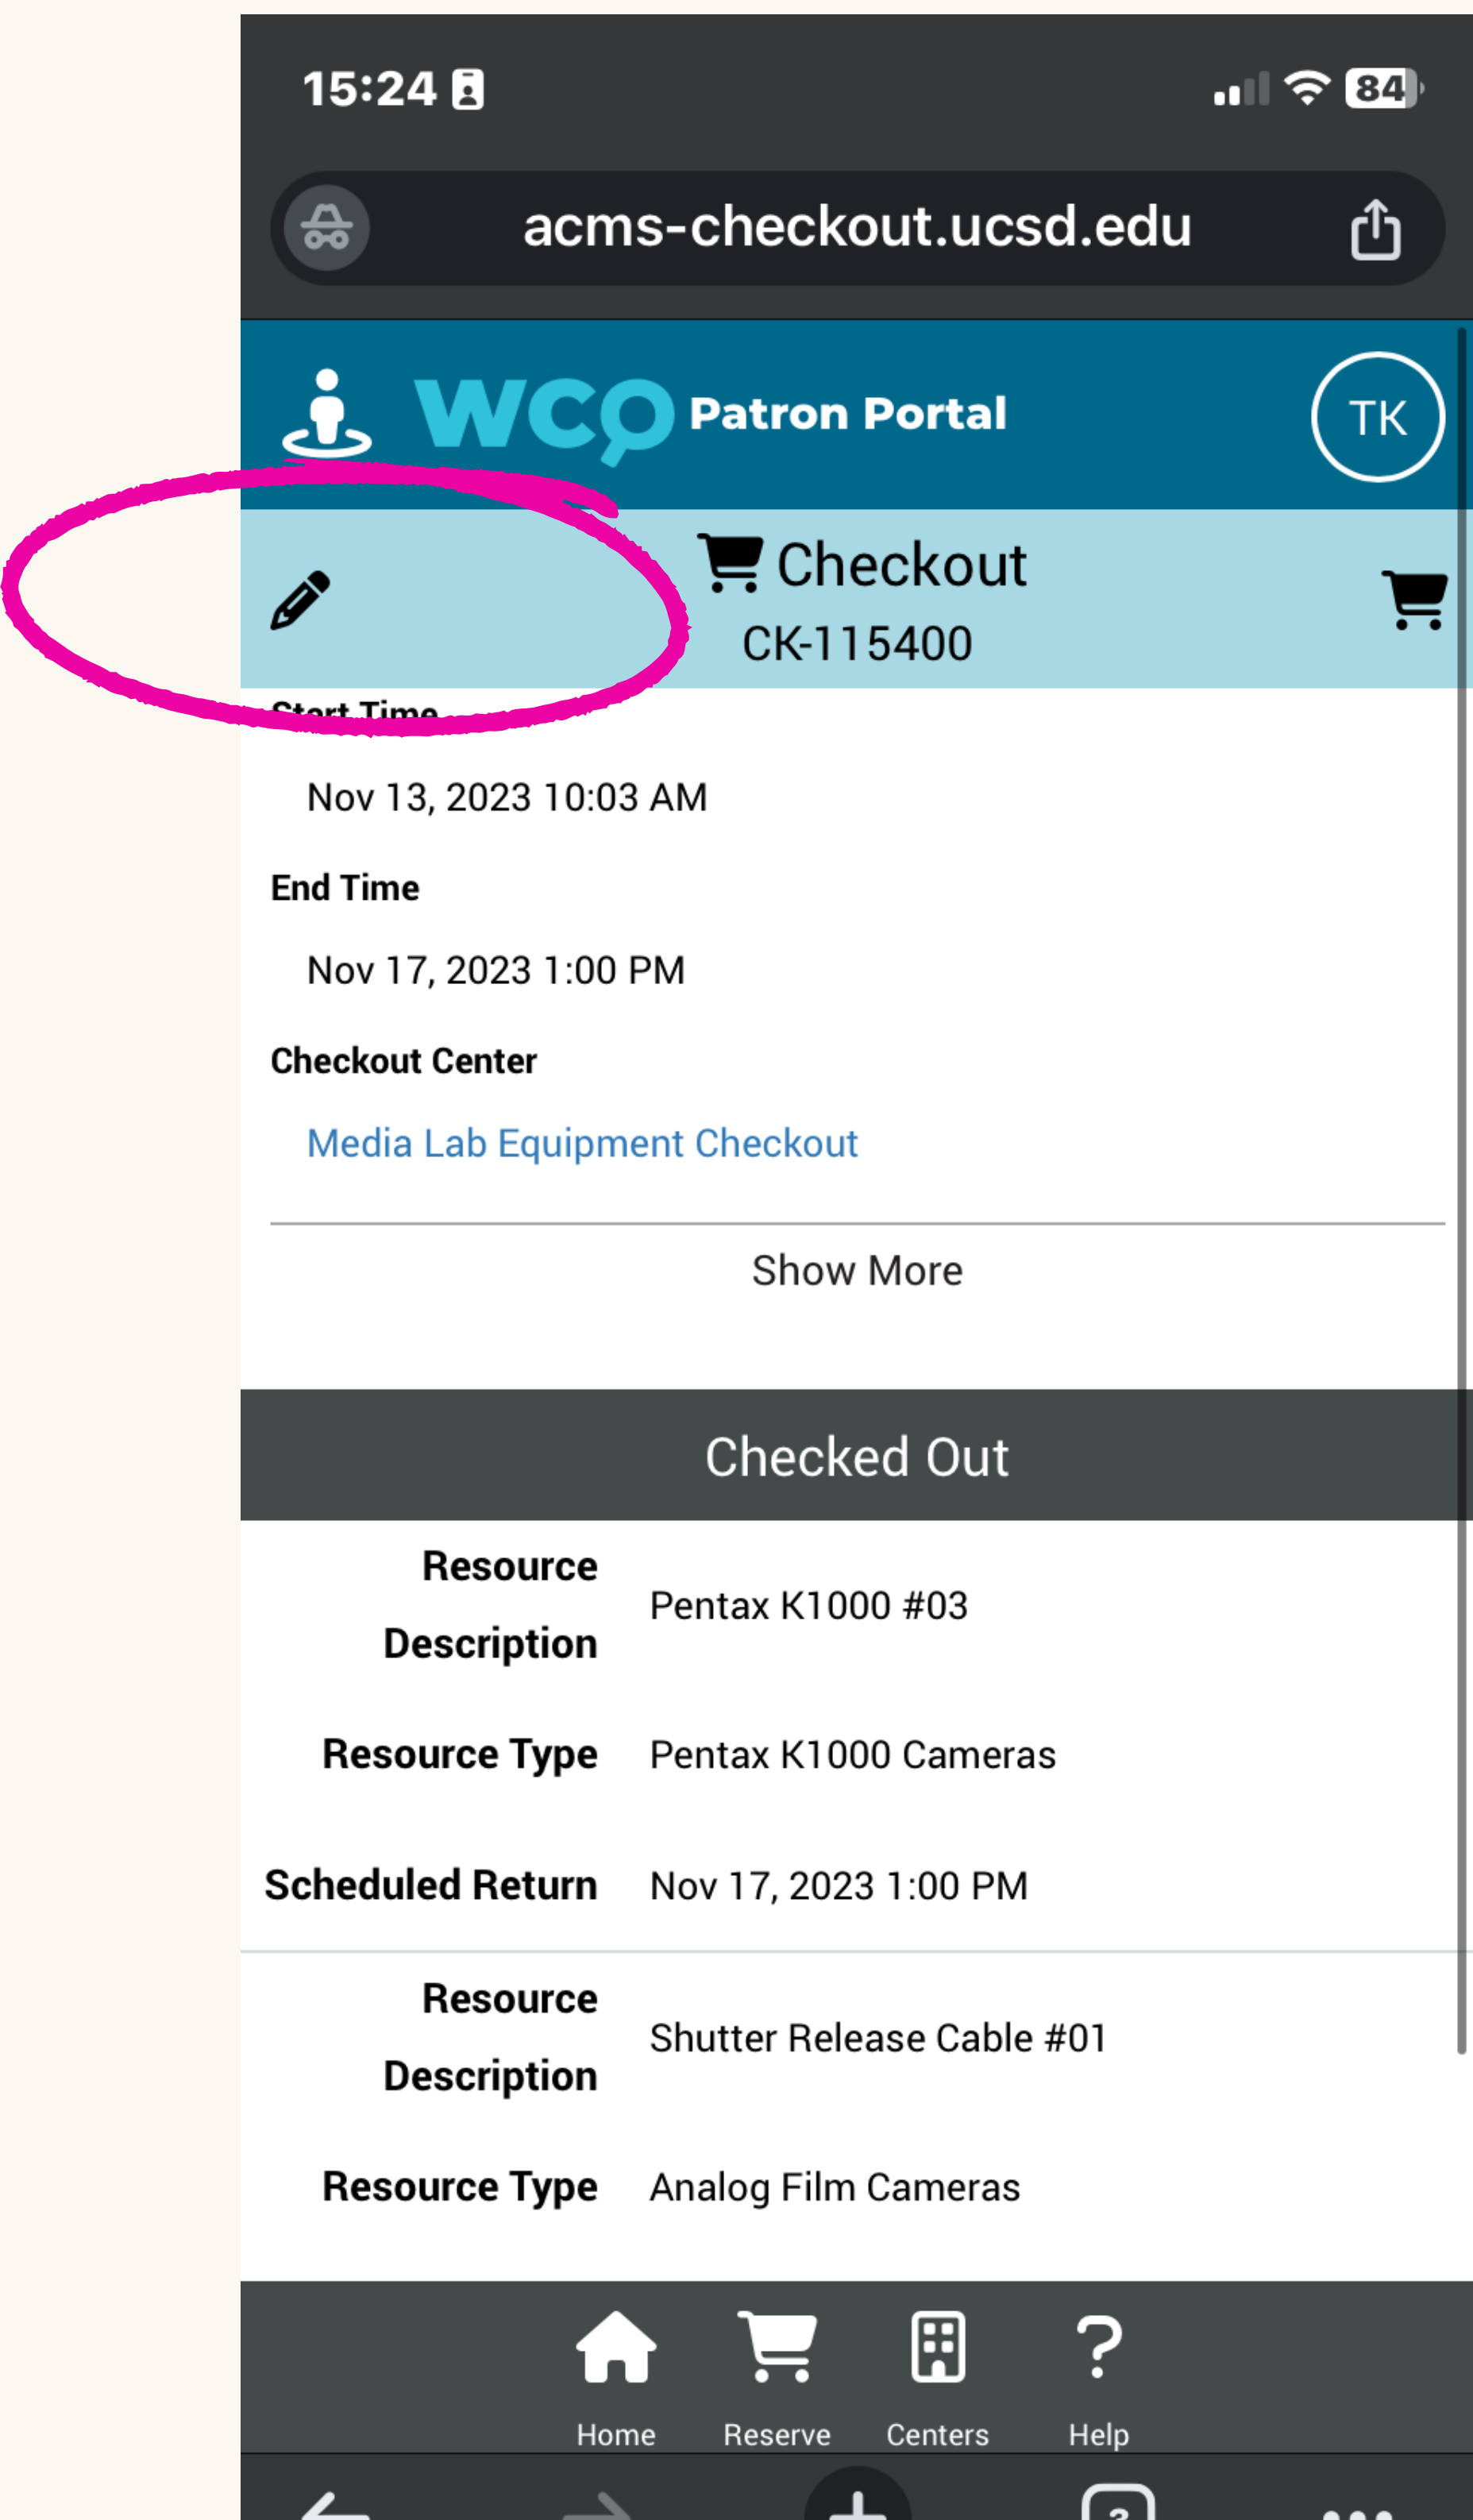 15:24
84
acms-checkout.ucsd.edu
WCO Patron Portal
TK
Checkout
CK-115400
Start Time
Nov 13, 2023 10:03 AM
End Time
Nov 17, 2023 1:00 PM
Checkout Center
Media Lab Equipment Checkout
Show More
Checked Out
Resource Description Pentax K1000 #03
Resource Type Pentax K1000 Cameras
Scheduled Return Nov 17, 2023 1:00 PM
Resource Description Shutter Release Cable #01
Resource Type Analog Film Cameras
Home Reserve Centers Help